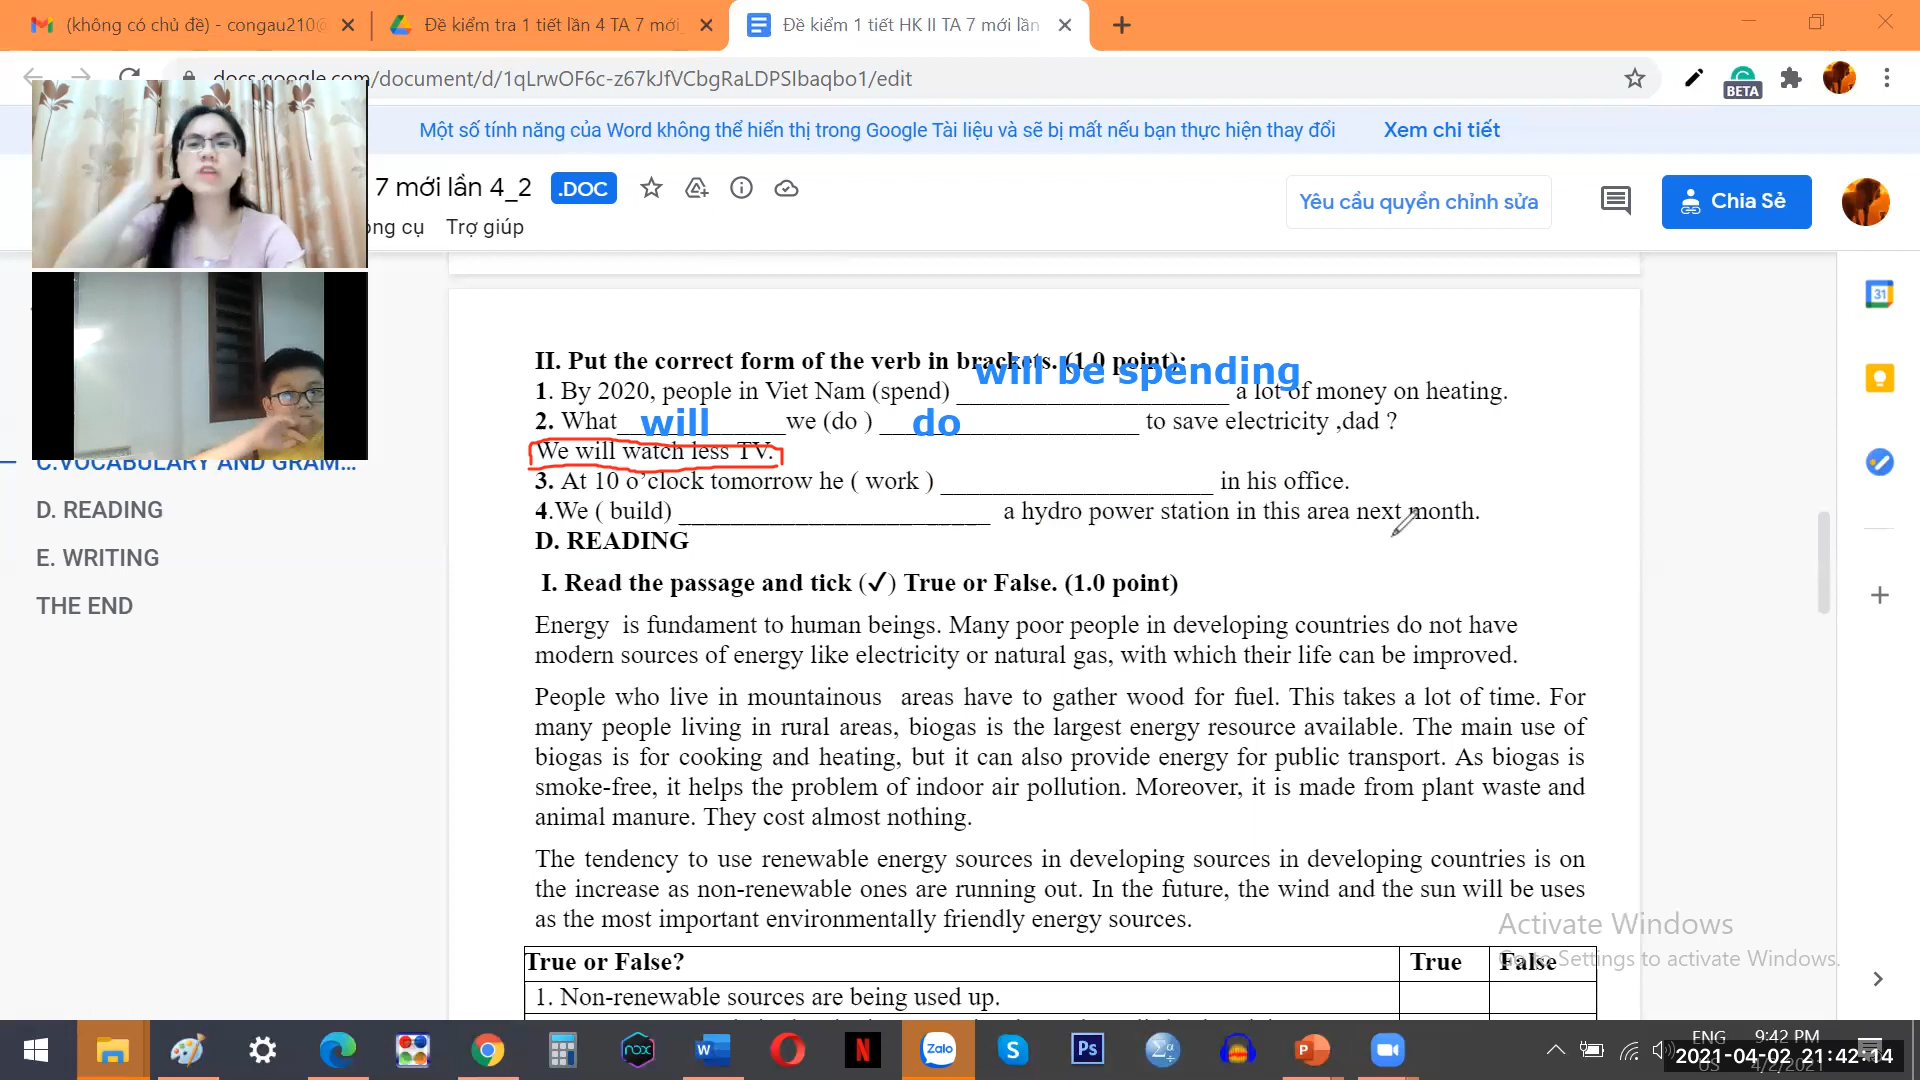 (không có chủ đề) - congau210@
Đề kiểm tra 1 tiết lần 4 TA 7 mới
Đề kiểm 1 tiết HK II TA 7 mới lần
docs.google.com/document/d/1qLrwOF6c-z67kJfVCbgRaLDPSIbaqbo1/edit
BETA
Một số tính năng của Word không thể hiển thị trong Google Tài liệu và sẽ bị mất nếu bạn thực hiện thay đổi
Xem chi tiết
7 mới lần 4_2
.DOC
Yêu cầu quyền chỉnh sửa
Chia Sẻ
ông cụ Trợ giúp
31
C.VOCABULARY AND GRAM...
D. READING
E. WRITING
THE END
II. Put the correct form of the verb in brackets. (1.0 point):
will be spending
1. By 2020, people in Viet Nam (spend) _____________________ a lot of money on heating.
will do
2. What_____________we (do ) ____________________ to save electricity ,dad ?
We will watch less TV.
3. At 10 o’clock tomorrow he ( work ) _____________________ in his office.
4.We ( build) ________________________ a hydro power station in this area next month.
D. READING
I. Read the passage and tick (✓) True or False. (1.0 point)
Energy is fundament to human beings. Many poor people in developing countries do not have
modern sources of energy like electricity or natural gas, with which their life can be improved.
People who live in mountainous areas have to gather wood for fuel. This takes a lot of time. For
many people living in rural areas, biogas is the largest energy resource available. The main use of
biogas is for cooking and heating, but it can also provide energy for public transport. As biogas is
smoke-free, it helps the problem of indoor air pollution. Moreover, it is made from plant waste and
animal manure. They cost almost nothing.
The tendency to use renewable energy sources in developing sources in developing countries is on
the increase as non-renewable ones are running out. In the future, the wind and the sun will be uses
as the most important environmentally friendly energy sources.
Activate Windows
Go to Settings to activate Windows.
True or False? True False
1. Non-renewable sources are being used up.
nox
W
N
Zalo
S
Ps
Σα
P
ENG
US
9:42 PM
4/2/2021
2021-04-02 21:42:14